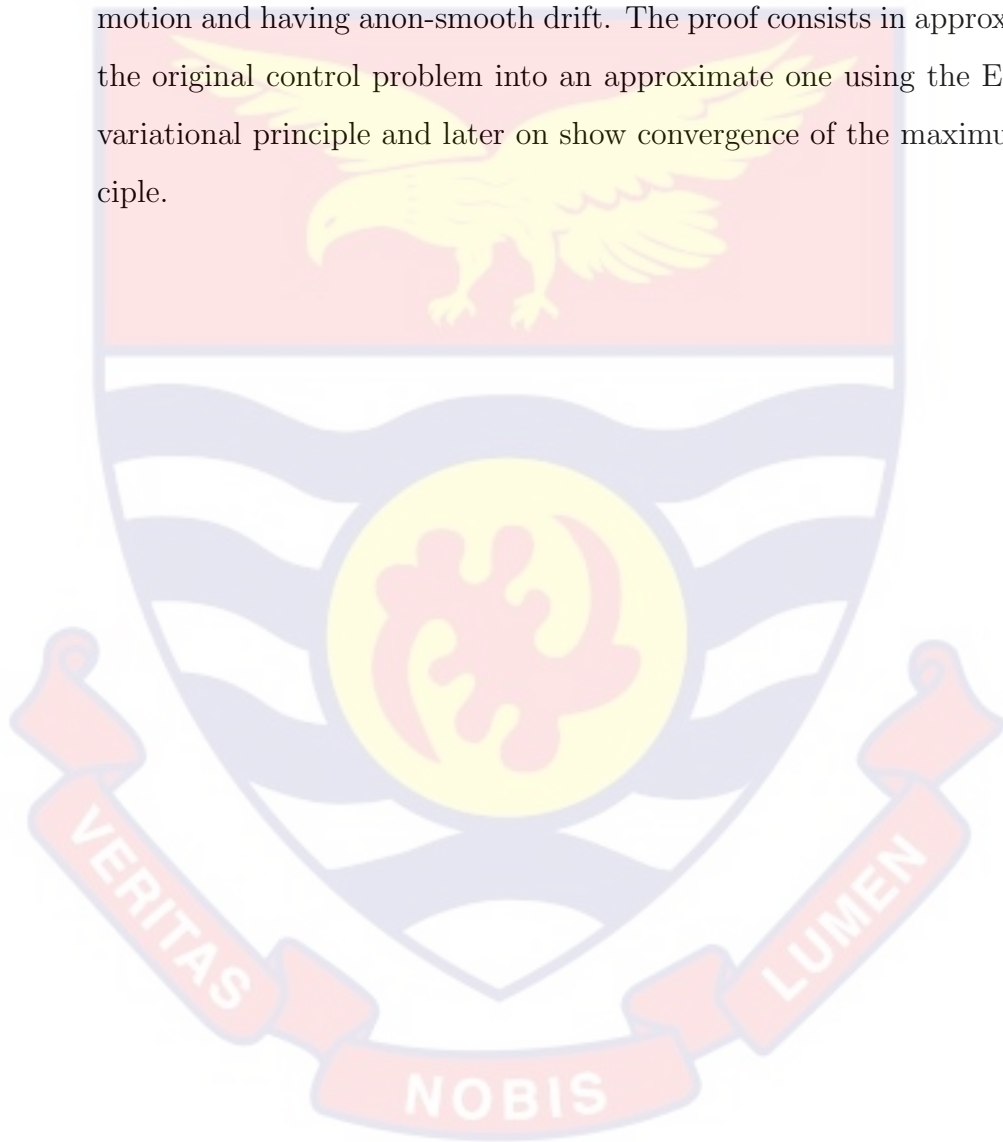 motion and having anon-smooth drift. The proof consists in approx
the original control problem into an approximate one using the E
variational principle and later on show convergence of the maximu
ciple.
VERITAS
NOBIS
LUMEN